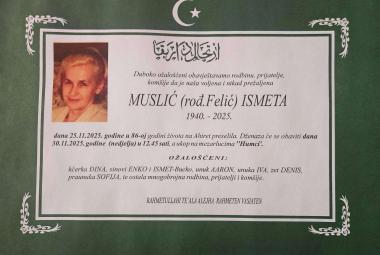 Duboko ožalošćeni obavještavamo rodbinu, prijatelje,
komšije da je naša voljena i nikad prežaljena
MUSLIĆ (rođ.Felić) ISMETA
1940. - 2025.
dana 25.11.2025. godine u 86-oj godini života na Ahiret preselila. Dženaza će se obaviti dana
30.11.2025. godine (nedjelja) u 12.45 sati, a ukop na mezarlucima "Humci".
OŽALOŠĆENI:
kćerka DINA, sinovi ENKO i ISMET-Bucko, unuk AARON, unuka IVA, zet DENIS,
praunuka SOFIJA, te ostala mnogobrojna rodbina, prijatelji i komšije.
RAHMETULLAHI TE'ALA ALEJHA RAHMETEN VASIATEN